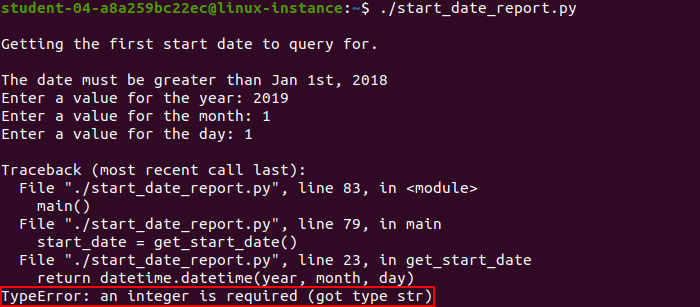 student-04-a8a259bc22ec@linux-instance:~$ ./start_date_report.py
Getting the first start date to query for.
The date must be greater than Jan 1st, 2018
Enter a value for the year: 2019
Enter a value for the month: 1
Enter a value for the day: 1
Traceback (most recent call last):
  File "./start_date_report.py", line 83, in <module>
    main()
  File "./start_date_report.py", line 79, in main
    start_date = get_start_date()
  File "./start_date_report.py", line 23, in get_start_date
    return datetime.datetime(year, month, day)
TypeError: an integer is required (got type str)